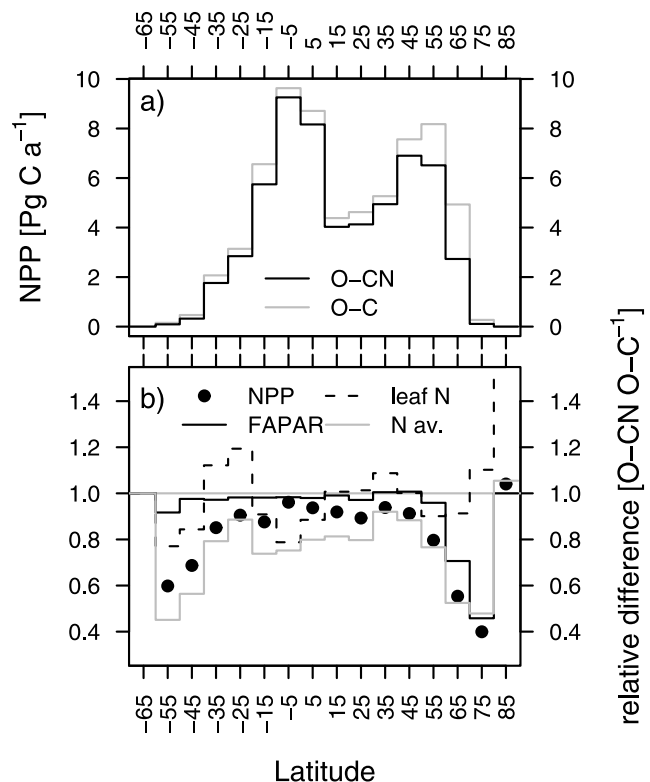 −65 −55 −45 −35 −25 −15 −5 5 15 25 35 45 55 65 75 85
a)
NPP [Pg C a−1]
10 10
8 8
6 6
4 4
2 2
0 0
O−CN
O−C
b)
NPP leaf N
FAPAR N av.
1.4 1.4
1.2 1.2
1.0 1.0
0.8 0.8
0.6 0.6
0.4 0.4
relative difference [O−CN O−C−1]
−65 −55 −45 −35 −25 −15 −5 5 15 25 35 45 55 65 75 85
Latitude